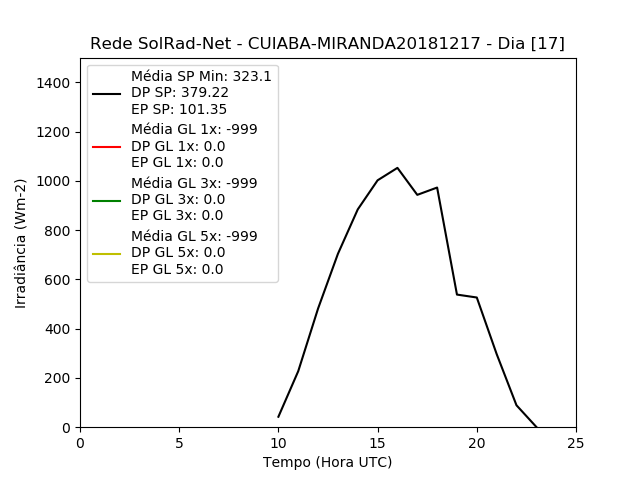 Rede SolRad-Net - CUIABA-MIRANDA20181217 - Dia [17]
Média SP Min: 323.1
DP SP: 379.22
EP SP: 101.35
Média GL 1x: -999
DP GL 1x: 0.0
EP GL 1x: 0.0
Média GL 3x: -999
DP GL 3x: 0.0
EP GL 3x: 0.0
Média GL 5x: -999
DP GL 5x: 0.0
EP GL 5x: 0.0
Irradiância (Wm-2)
1400
1200
1000
800
600
400
200
0
0 5 10 15 20 25
Tempo (Hora UTC)